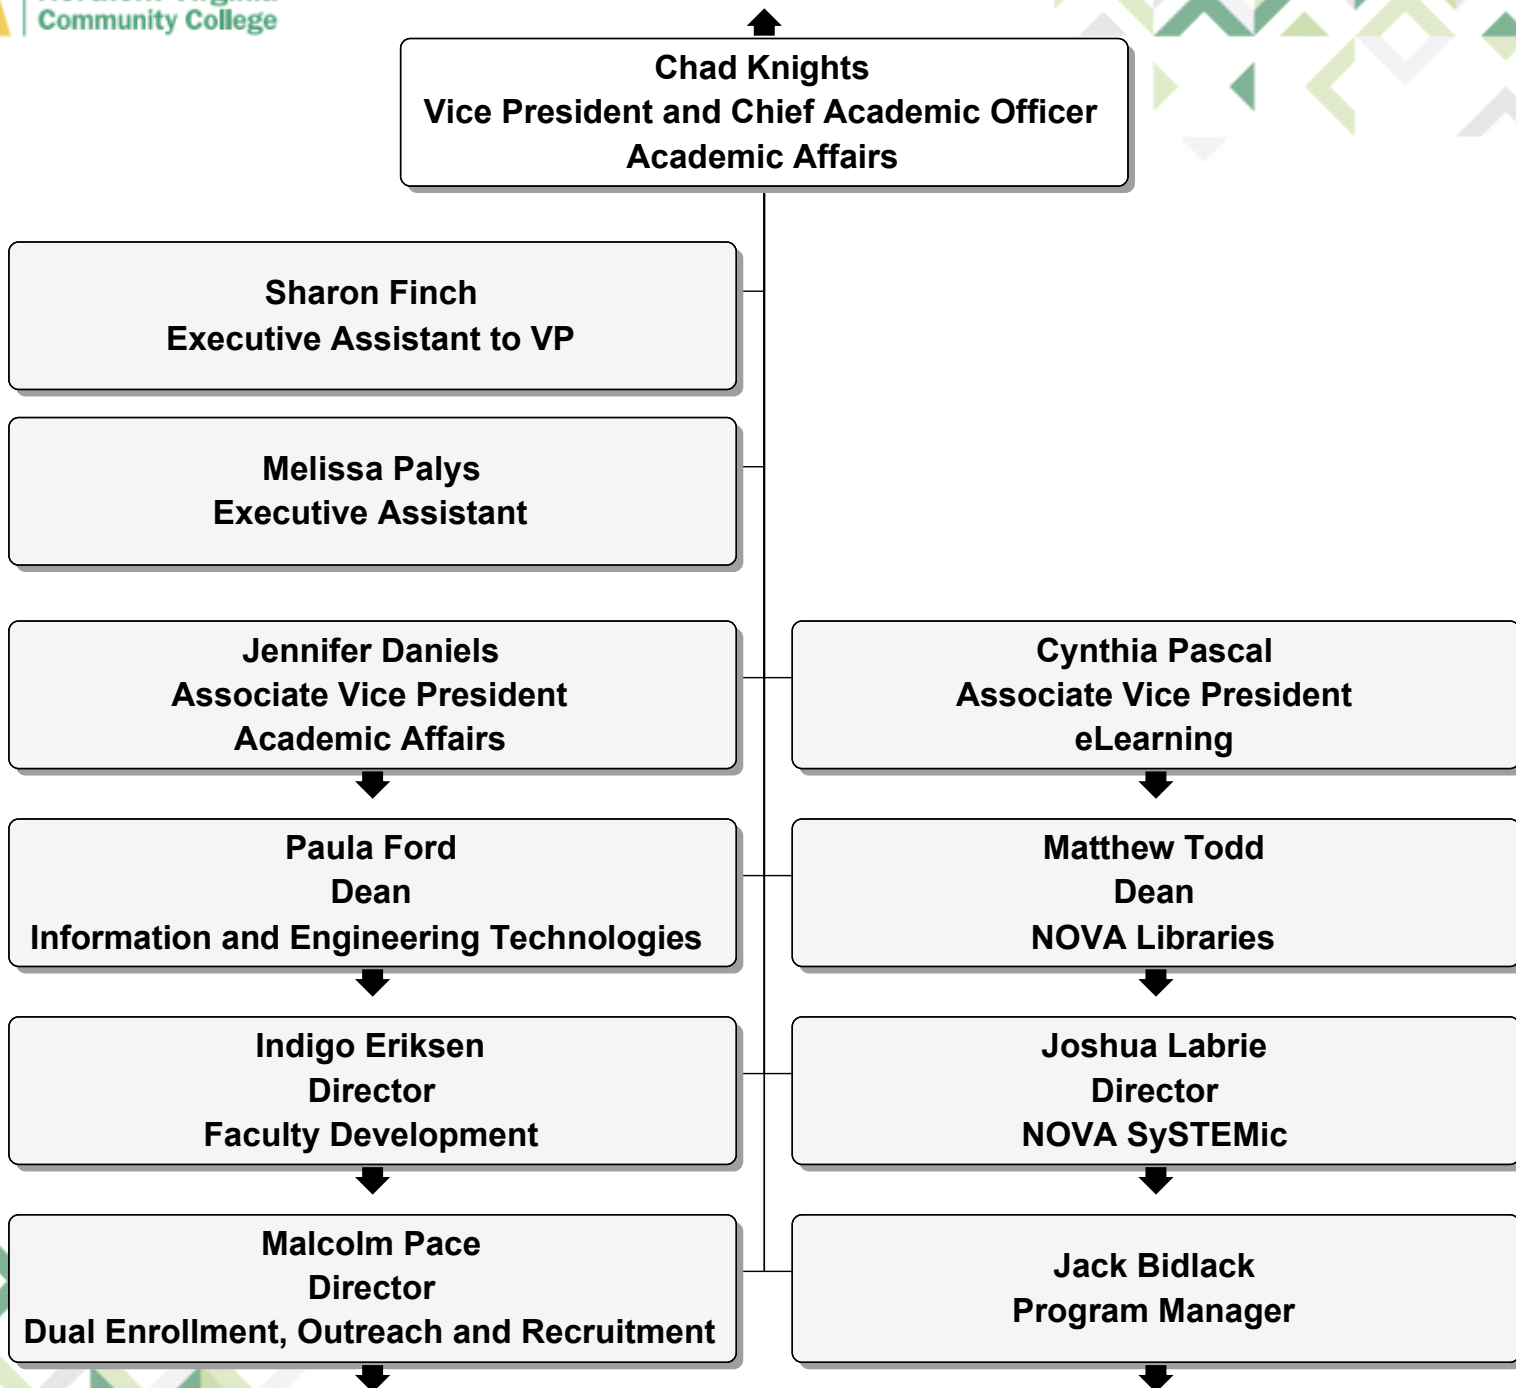 Community College
Chad Knights
Vice President and Chief Academic Officer
Academic Affairs
Sharon Finch
Executive Assistant to VP
Melissa Palys
Executive Assistant
Jennifer Daniels
Associate Vice President
Academic Affairs
Cynthia Pascal
Associate Vice President
eLearning
Paula Ford
Dean
Information and Engineering Technologies
Matthew Todd
Dean
NOVA Libraries
Indigo Eriksen
Director
Faculty Development
Joshua Labrie
Director
NOVA SySTEMic
Malcolm Pace
Director
Dual Enrollment, Outreach and Recruitment
Jack Bidlack
Program Manager